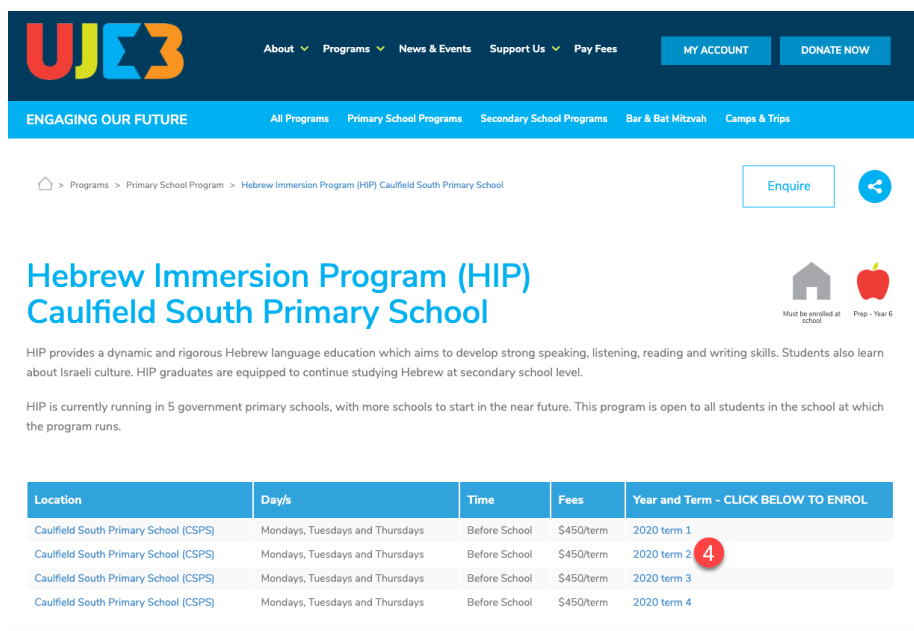 UJEB
About Programs News & Events Support Us Pay Fees MY ACCOUNT DONATE NOW
ENGAGING OUR FUTURE All Programs Primary School Programs Secondary School Programs Bar & Bat Mitzvah Camps & Trips
> Programs > Primary School Program > Hebrew Immersion Program (HIP) Caulfield South Primary School
Enquire
Hebrew Immersion Program (HIP)
Caulfield South Primary School
Must be enrolled at
school
Prep - Year 6
HIP provides a dynamic and rigorous Hebrew language education which aims to develop strong speaking, listening, reading and writing skills. Students also learn
about Israeli culture. HIP graduates are equipped to continue studying Hebrew at secondary school level.
HIP is currently running in 5 government primary schools, with more schools to start in the near future. This program is open to all students in the school at which
the program runs.
Location Day/s Time Fees Year and Term - CLICK BELOW TO ENROL
Caulfield South Primary School (CSPS) Mondays, Tuesdays and Thursdays Before School $450/term 2020 term 1
Caulfield South Primary School (CSPS) Mondays, Tuesdays and Thursdays Before School $450/term 2020 term 2 4
Caulfield South Primary School (CSPS) Mondays, Tuesdays and Thursdays Before School $450/term 2020 term 3
Caulfield South Primary School (CSPS) Mondays, Tuesdays and Thursdays Before School $450/term 2020 term 4